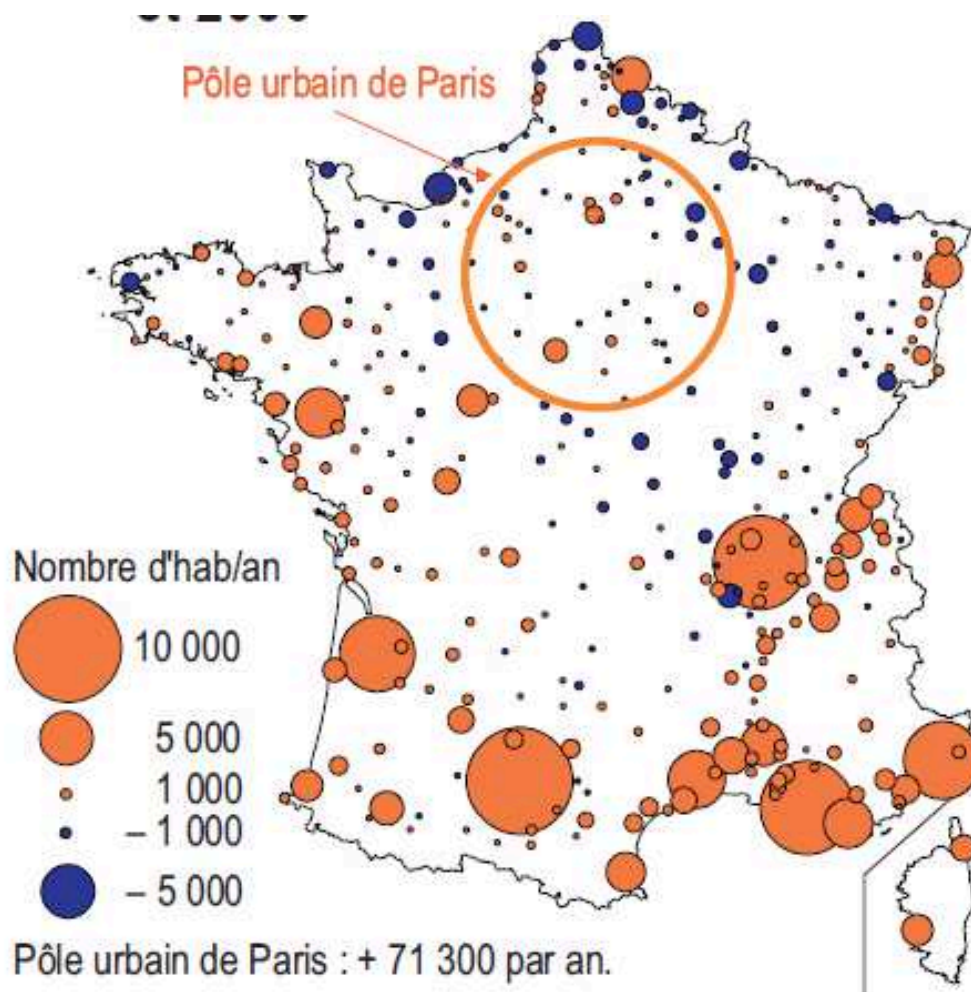 Pôle urbain de Paris
Nombre d'hab/an
10 000
5 000
1 000
– 1 000
– 5 000
Pôle urbain de Paris : + 71 300 par an.